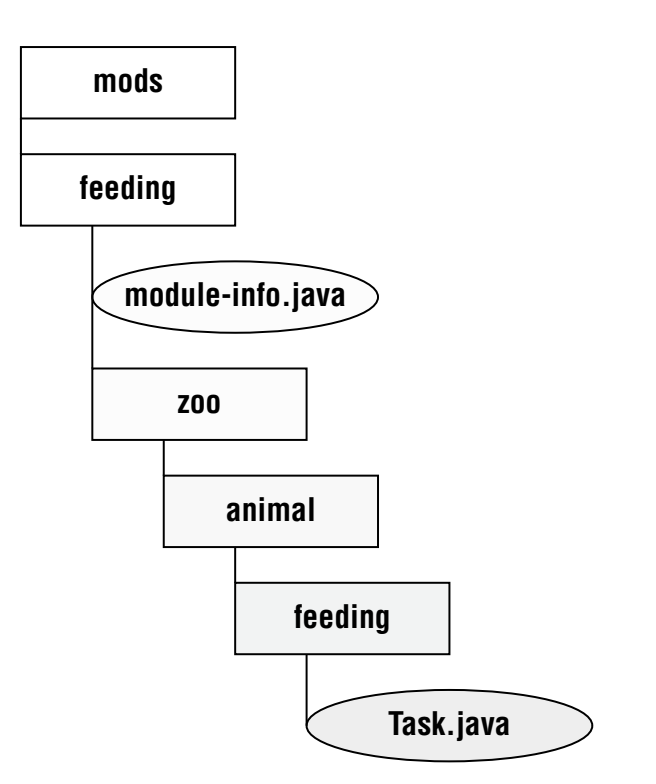 mods
feeding
module-info.java
zoo
animal
feeding
Task.java